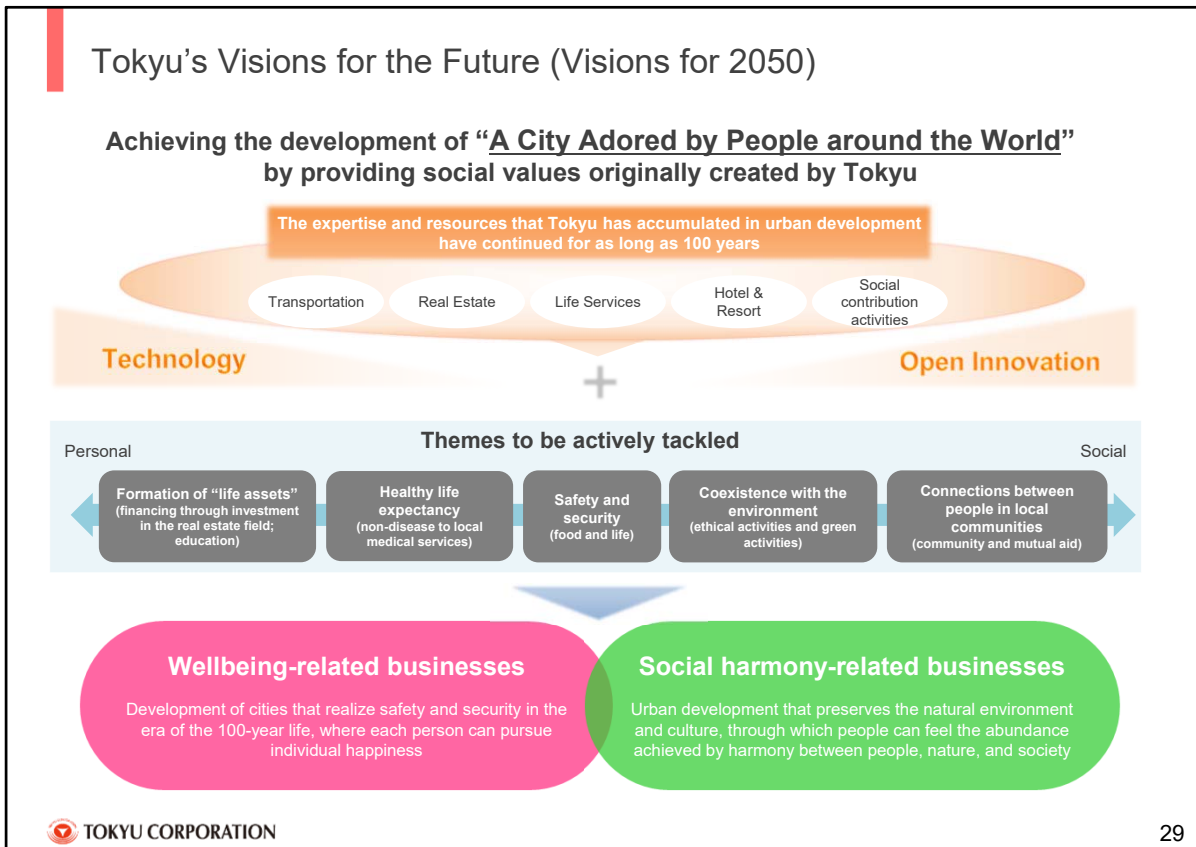 Tokyu’s Visions for the Future (Visions for 2050)
Achieving the development of “A City Adored by People around the World”
by providing social values originally created by Tokyu
The expertise and resources that Tokyu has accumulated in urban development
have continued for as long as 100 years
Transportation
Real Estate
Life Services
Hotel &
Resort
Social
contribution
activities
Technology
+
Open Innovation
Themes to be actively tackled
Personal
Social
Formation of “life assets”
(financing through investment
in the real estate field;
education)
Healthy life
expectancy
(non-disease to local
medical services)
Safety and
security
(food and life)
Coexistence with the
environment
(ethical activities and green
activities)
Connections between
people in local
communities
(community and mutual aid)
Wellbeing-related businesses
Development of cities that realize safety and security in the
era of the 100-year life, where each person can pursue
individual happiness
Social harmony-related businesses
Urban development that preserves the natural environment
and culture, through which people can feel the abundance
achieved by harmony between people, nature, and society
TOKYU CORPORATION
29